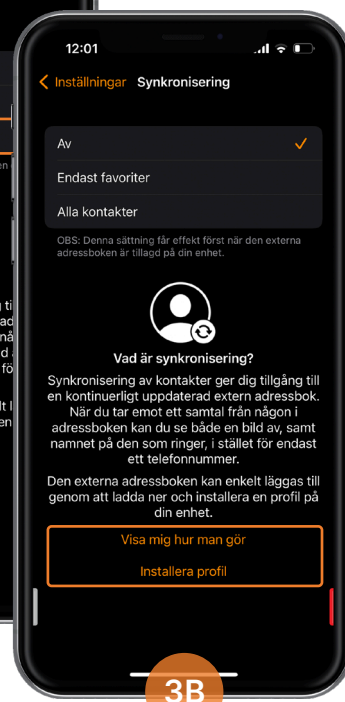 12:01
Inställningar Synkronisering
Av
Endast favoriter
Alla kontakter
OBS: Denna sättning får effekt först när den externa
adressboken är tillagd på din enhet.
Vad är synkronisering?
Synkronisering av kontakter ger dig tillgång till
en kontinuerligt uppdaterad extern adressbok.
När du tar emot ett samtal från någon i
adressboken kan du se både en bild av, samt
namnet på den som ringer, i stället för endast
ett telefonnummer.
Den externa adressboken kan enkelt läggas till
genom att ladda ner och installera en profil på
din enhet.
Visa mig hur man gör
Installera profil
3B